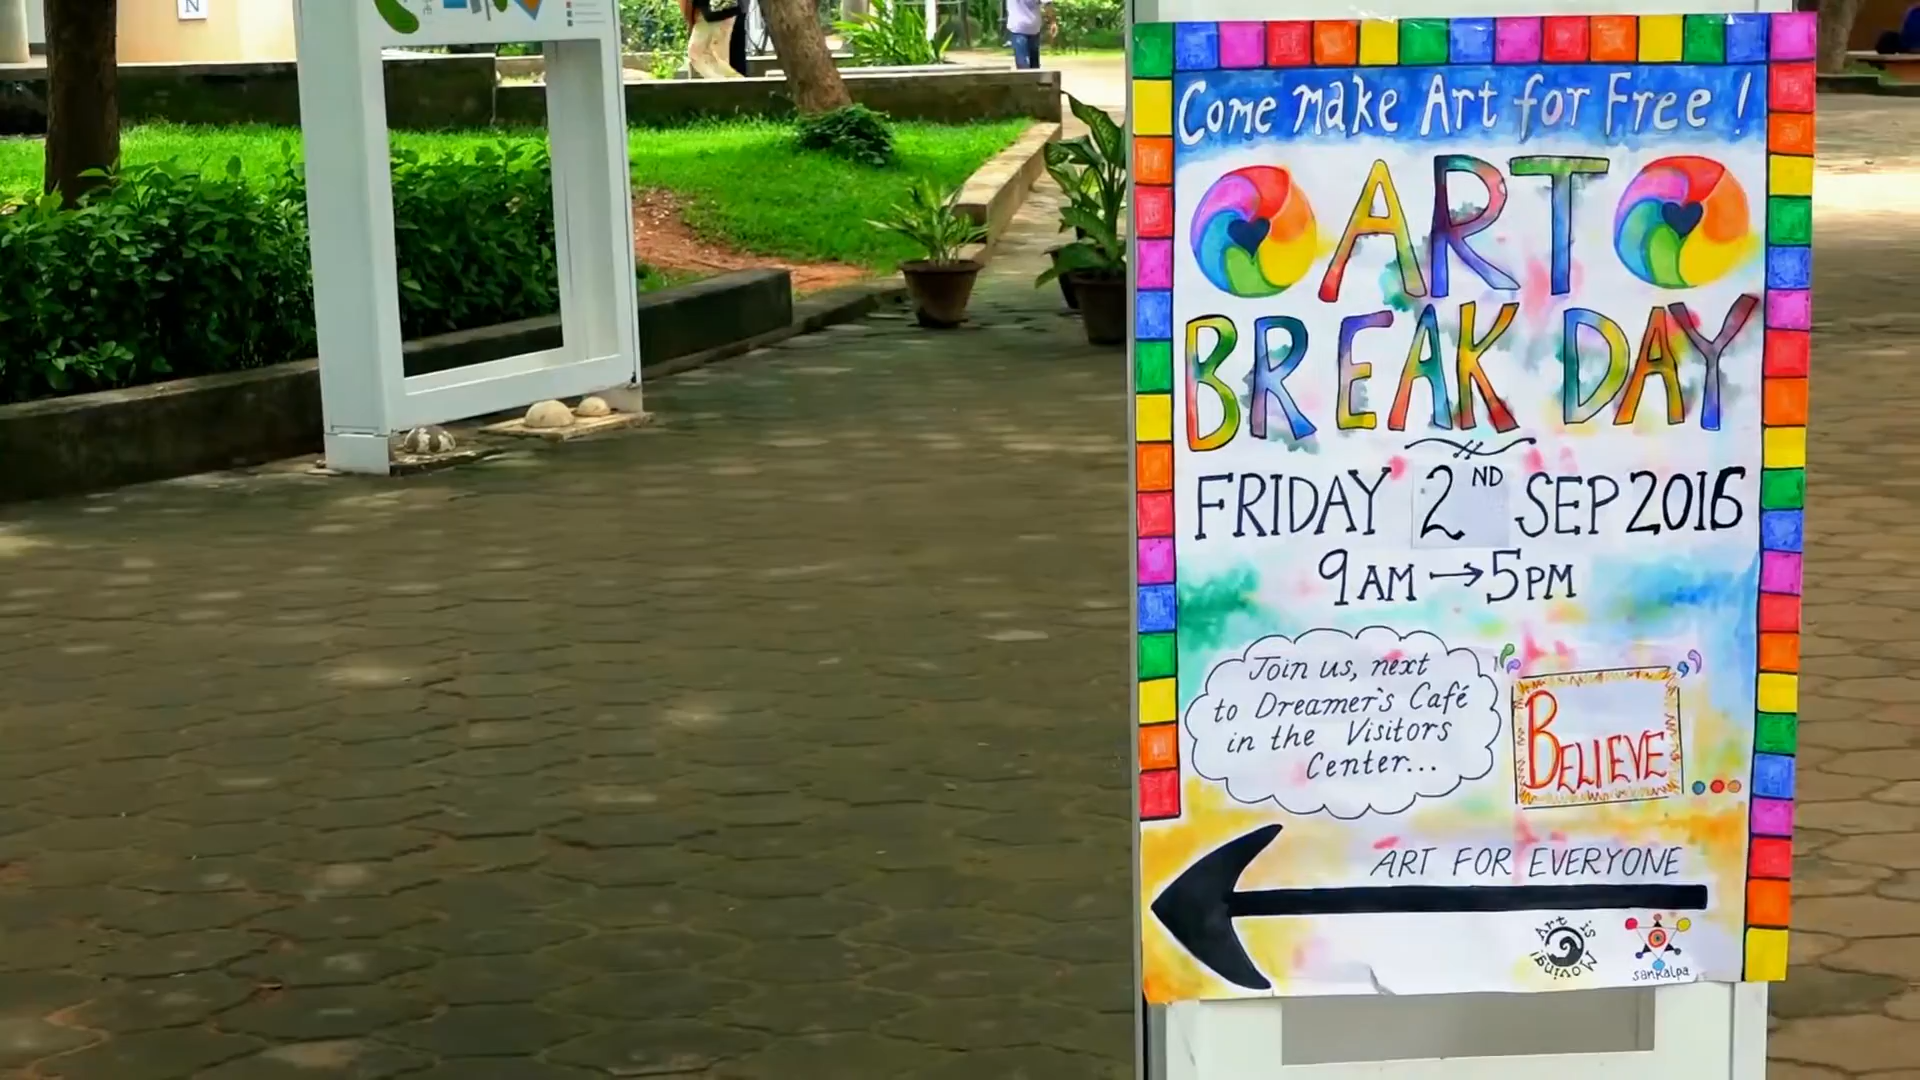 N
Come make Art for Free!
ART
BREAK DAY
FRIDAY 2ND SEP 2016
9AM → 5PM
Join us, next
to Dreamer's Café
in the Visitors
Center...
BELIEVE
ART FOR EVERYONE
Art is Moving
sankalpa